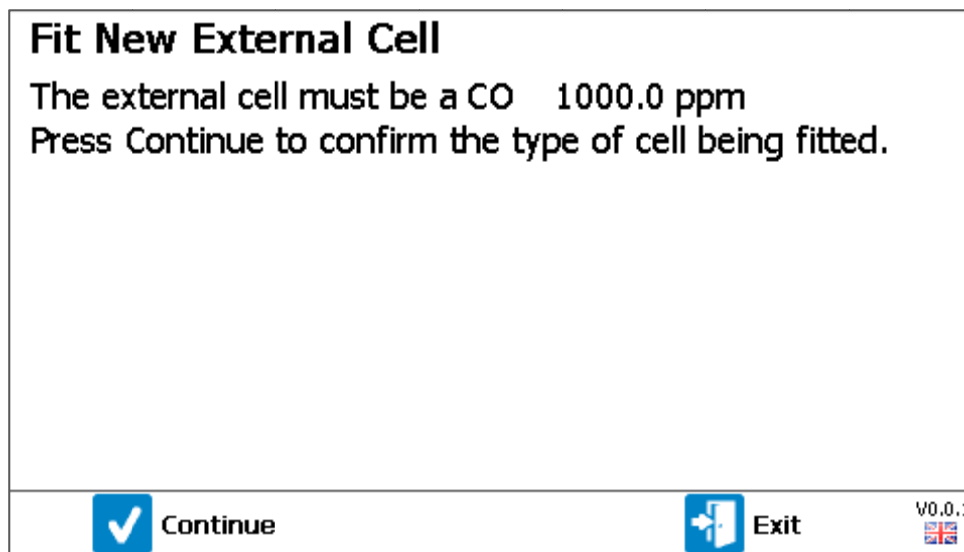 Fit New External Cell
The external cell must be a CO    1000.0 ppm
Press Continue to confirm the type of cell being fitted.
Continue
Exit